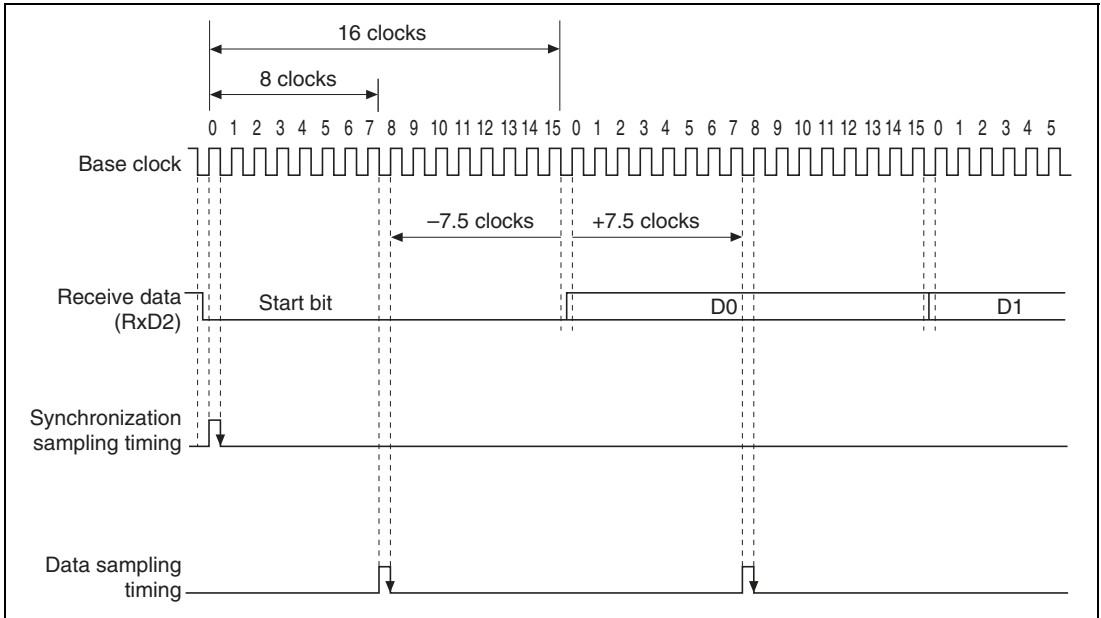 16 clocks
8 clocks
0 1 2 3 4 5 6 7 8 9 10 11 12 13 14 15 0 1 2 3 4 5 6 7 8 9 10 11 12 13 14 15 0 1 2 3 4 5
Base clock
–7.5 clocks +7.5 clocks
Receive data
(RxD2)
Start bit D0 D1
Synchronization
sampling timing
Data sampling
timing